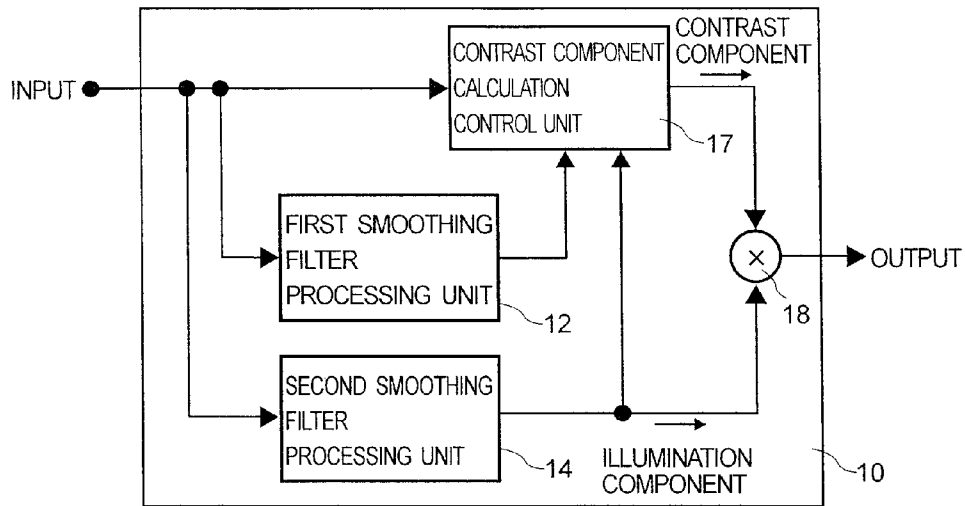 CONTRAST
COMPONENT
INPUT
CONTRAST COMPONENT
CALCULATION
CONTROL UNIT
17
FIRST SMOOTHING
FILTER
PROCESSING UNIT
12
×
18
OUTPUT
SECOND SMOOTHING
FILTER
PROCESSING UNIT
14
ILLUMINATION
COMPONENT
10